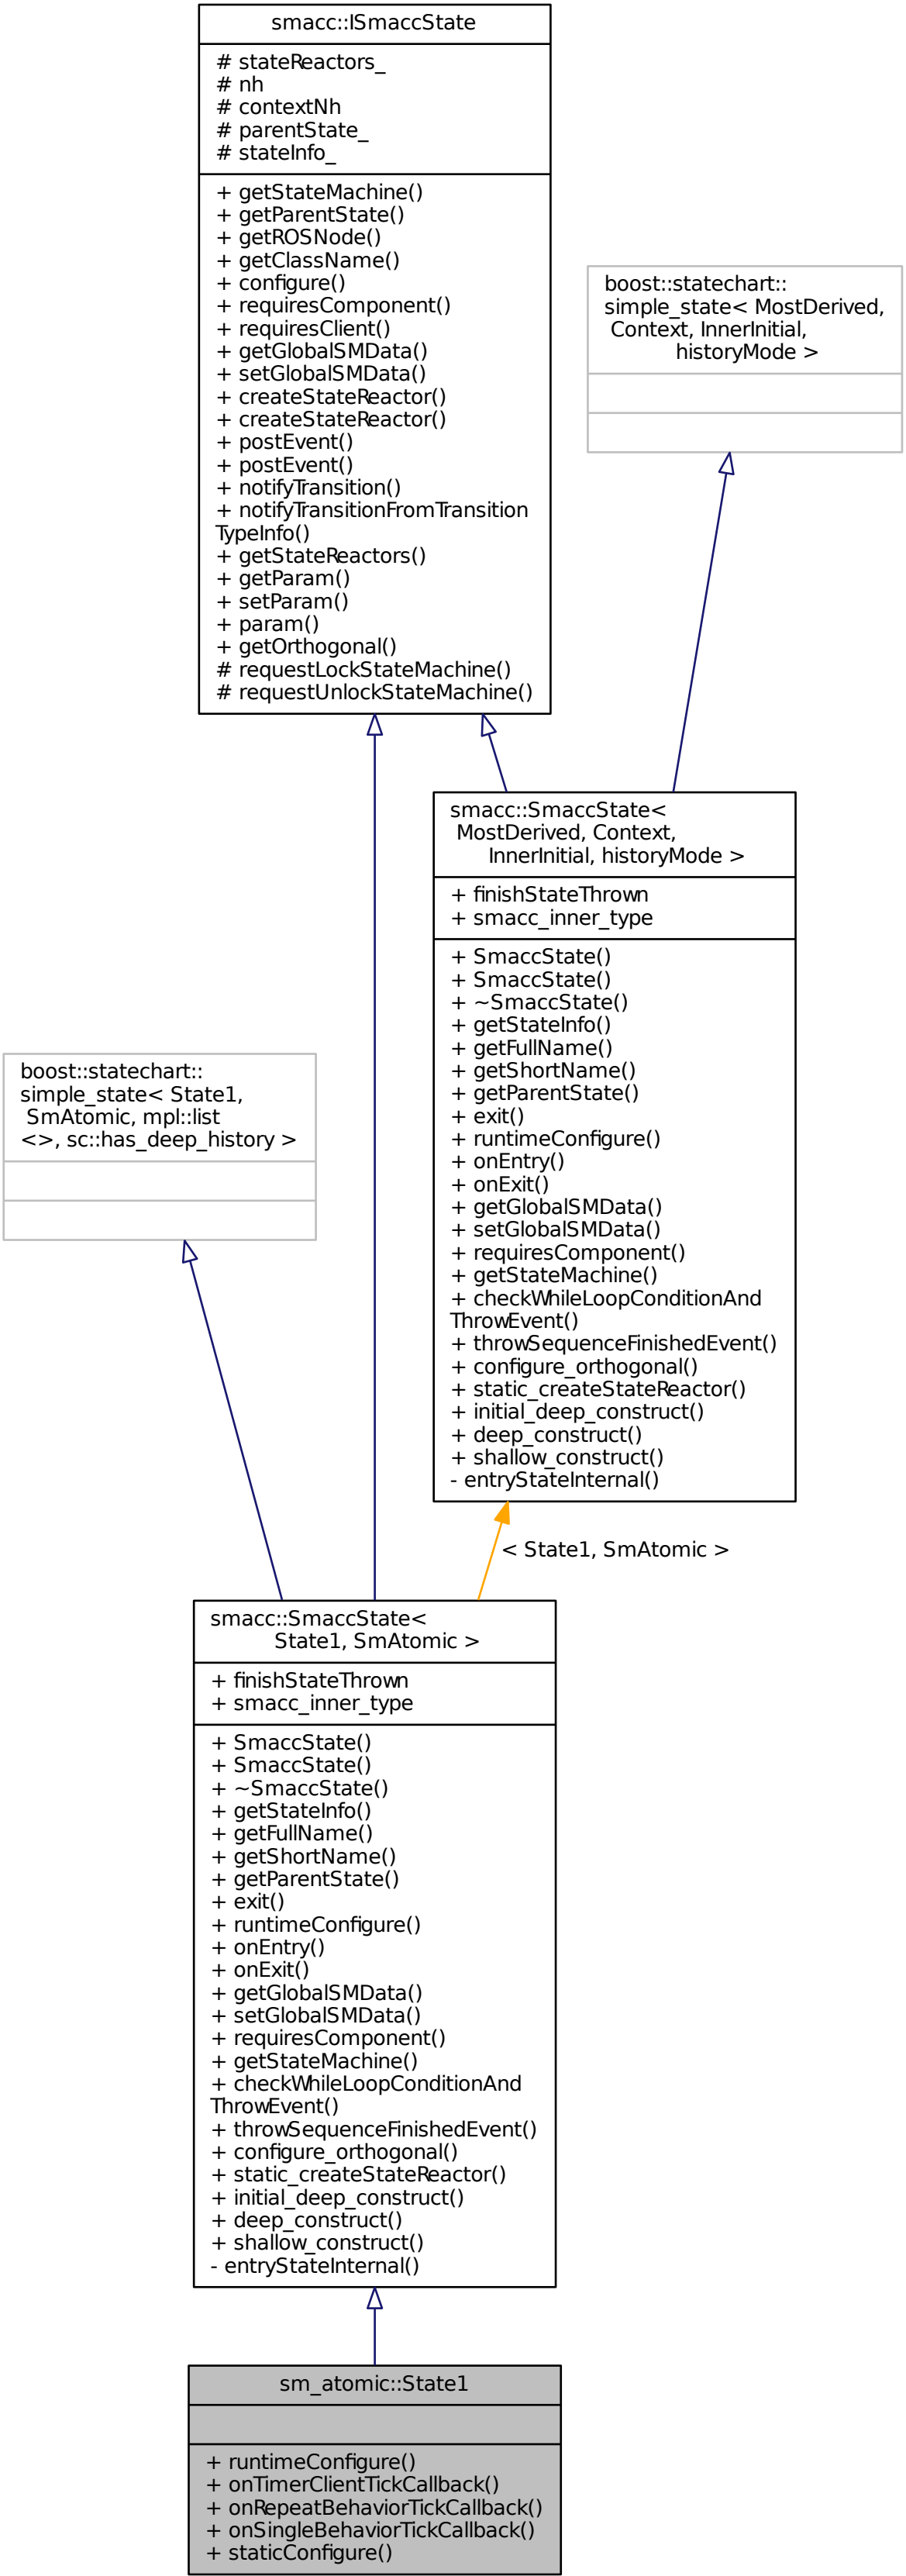 smacc::ISmaccState
# stateReactors_
# nh
# contextNh
# parentState_
# stateInfo_
+ getStateMachine()
+ getParentState()
+ getROSNode()
+ getClassName()
+ configure()
+ requiresComponent()
+ requiresClient()
+ getGlobalSMData()
+ setGlobalSMData()
+ createStateReactor()
+ createStateReactor()
+ postEvent()
+ postEvent()
+ notifyTransition()
+ notifyTransitionFromTransition
TypeInfo()
+ getStateReactors()
+ getParam()
+ setParam()
+ param()
+ getOrthogonal()
# requestLockStateMachine()
# requestUnlockStateMachine()
boost::statechart::
simple_state< MostDerived,
Context, InnerInitial,
historyMode >
smacc::SmaccState<
MostDerived, Context,
InnerInitial, historyMode >
+ finishStateThrown
+ smacc_inner_type
+ SmaccState()
+ SmaccState()
+ ~SmaccState()
+ getStateInfo()
+ getFullName()
+ getShortName()
+ getParentState()
+ exit()
+ runtimeConfigure()
+ onEntry()
+ onExit()
+ getGlobalSMData()
+ setGlobalSMData()
+ requiresComponent()
+ getStateMachine()
+ checkWhileLoopConditionAnd
ThrowEvent()
+ throwSequenceFinishedEvent()
+ configure_orthogonal()
+ static_createStateReactor()
+ initial_deep_construct()
+ deep_construct()
+ shallow_construct()
- entryStateInternal()
boost::statechart::
simple_state< State1,
SmAtomic, mpl::list
<>, sc::has_deep_history >
< State1, SmAtomic >
smacc::SmaccState<
State1, SmAtomic >
+ finishStateThrown
+ smacc_inner_type
+ SmaccState()
+ SmaccState()
+ ~SmaccState()
+ getStateInfo()
+ getFullName()
+ getShortName()
+ getParentState()
+ exit()
+ runtimeConfigure()
+ onEntry()
+ onExit()
+ getGlobalSMData()
+ setGlobalSMData()
+ requiresComponent()
+ getStateMachine()
+ checkWhileLoopConditionAnd
ThrowEvent()
+ throwSequenceFinishedEvent()
+ configure_orthogonal()
+ static_createStateReactor()
+ initial_deep_construct()
+ deep_construct()
+ shallow_construct()
- entryStateInternal()
sm_atomic::State1
+ runtimeConfigure()
+ onTimerClientTickCallback()
+ onRepeatBehaviorTickCallback()
+ onSingleBehaviorTickCallback()
+ staticConfigure()